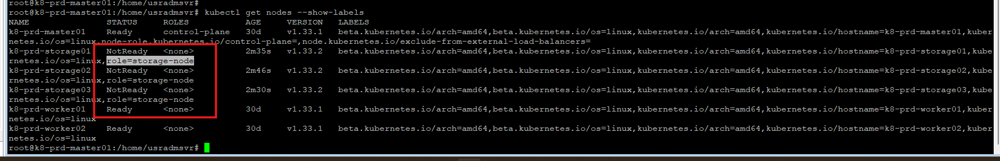 root@k8-prd-master01:/home/usradmsvr#
root@k8-prd-master01:/home/usradmsvr# kubectl get nodes --show-labels
NAME STATUS ROLES AGE VERSION LABELS
k8-prd-master01 Ready control-plane 30d v1.33.1 beta.kubernetes.io/arch=amd64,beta.kubernetes.io/os=linux,kubernetes.io/arch=amd64,kubernetes.io/hostname=k8-prd-master01,kuber
netes.io/os=linux,node-role.kubernetes.io/control-plane=,node.kubernetes.io/exclude-from-external-load-balancers=
k8-prd-storage01 NotReady <none> 2m35s v1.33.2 beta.kubernetes.io/arch=amd64,beta.kubernetes.io/os=linux,kubernetes.io/arch=amd64,kubernetes.io/hostname=k8-prd-storage01,kube
rnetes.io/os=linux,role=storage-node
k8-prd-storage02 NotReady <none> 2m46s v1.33.2 beta.kubernetes.io/arch=amd64,beta.kubernetes.io/os=linux,kubernetes.io/arch=amd64,kubernetes.io/hostname=k8-prd-storage02,kube
rnetes.io/os=linux,role=storage-node
k8-prd-storage03 NotReady <none> 2m30s v1.33.2 beta.kubernetes.io/arch=amd64,beta.kubernetes.io/os=linux,kubernetes.io/arch=amd64,kubernetes.io/hostname=k8-prd-storage03,kube
rnetes.io/os=linux,role=storage-node
k8-prd-worker01 Ready <none> 30d v1.33.1 beta.kubernetes.io/arch=amd64,beta.kubernetes.io/os=linux,kubernetes.io/arch=amd64,kubernetes.io/hostname=k8-prd-worker01,kuber
netes.io/os=linux
k8-prd-worker02 Ready <none> 30d v1.33.1 beta.kubernetes.io/arch=amd64,beta.kubernetes.io/os=linux,kubernetes.io/arch=amd64,kubernetes.io/hostname=k8-prd-worker02,kuber
netes.io/os=linux
root@k8-prd-master01:/home/usradmsvr#